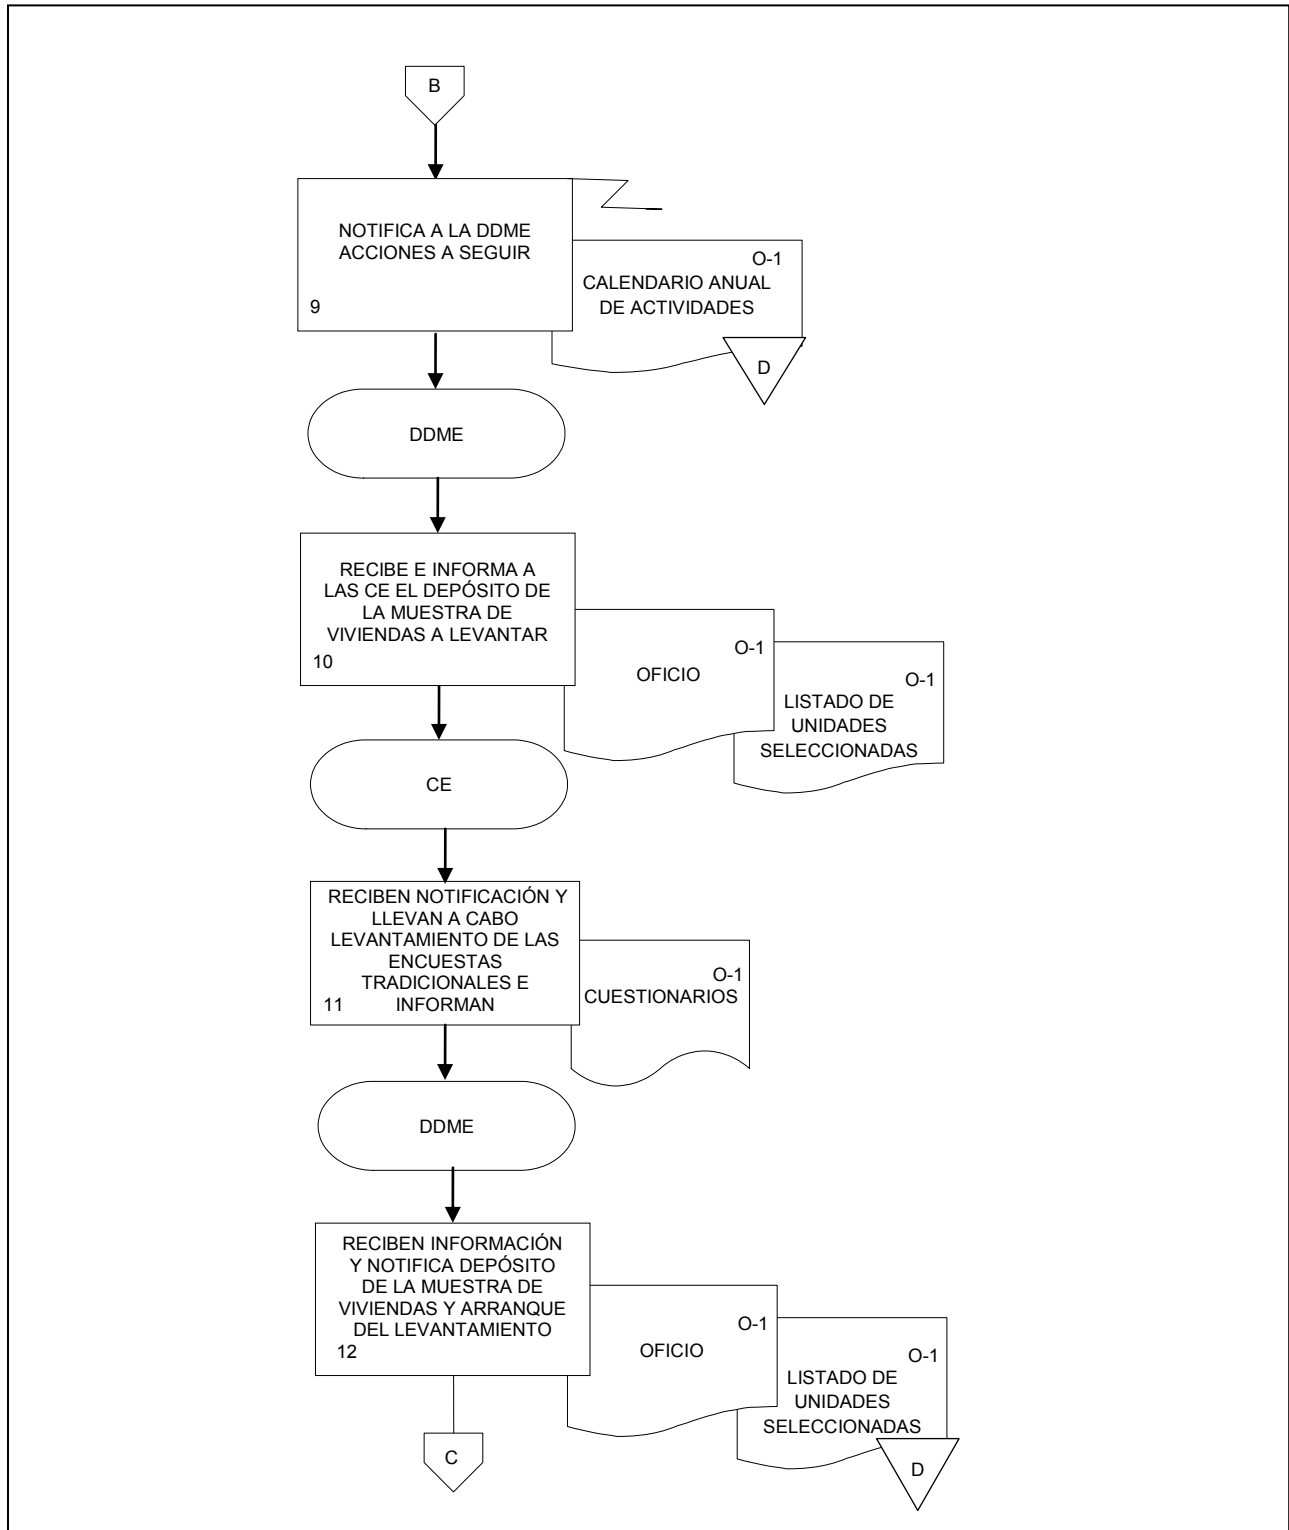 B
NOTIFICA A LA DDME
ACCIONES A SEGUIR
9
O-1
CALENDARIO ANUAL
DE ACTIVIDADES
D
DDME
RECIBE E INFORMA A
LAS CE EL DEPÓSITO DE
LA MUESTRA DE
VIVIENDAS A LEVANTAR
10
O-1
OFICIO
O-1
LISTADO DE
UNIDADES
SELECCIONADAS
CE
RECIBEN NOTIFICACIÓN Y
LLEVAN A CABO
LEVANTAMIENTO DE LAS
ENCUESTAS
TRADICIONALES E
INFORMAN
11
O-1
CUESTIONARIOS
DDME
RECIBEN INFORMACIÓN
Y NOTIFICA DEPÓSITO
DE LA MUESTRA DE
VIVIENDAS Y ARRANQUE
DEL LEVANTAMIENTO
12
O-1
OFICIO
O-1
LISTADO DE
UNIDADES
SELECCIONADAS
D
C